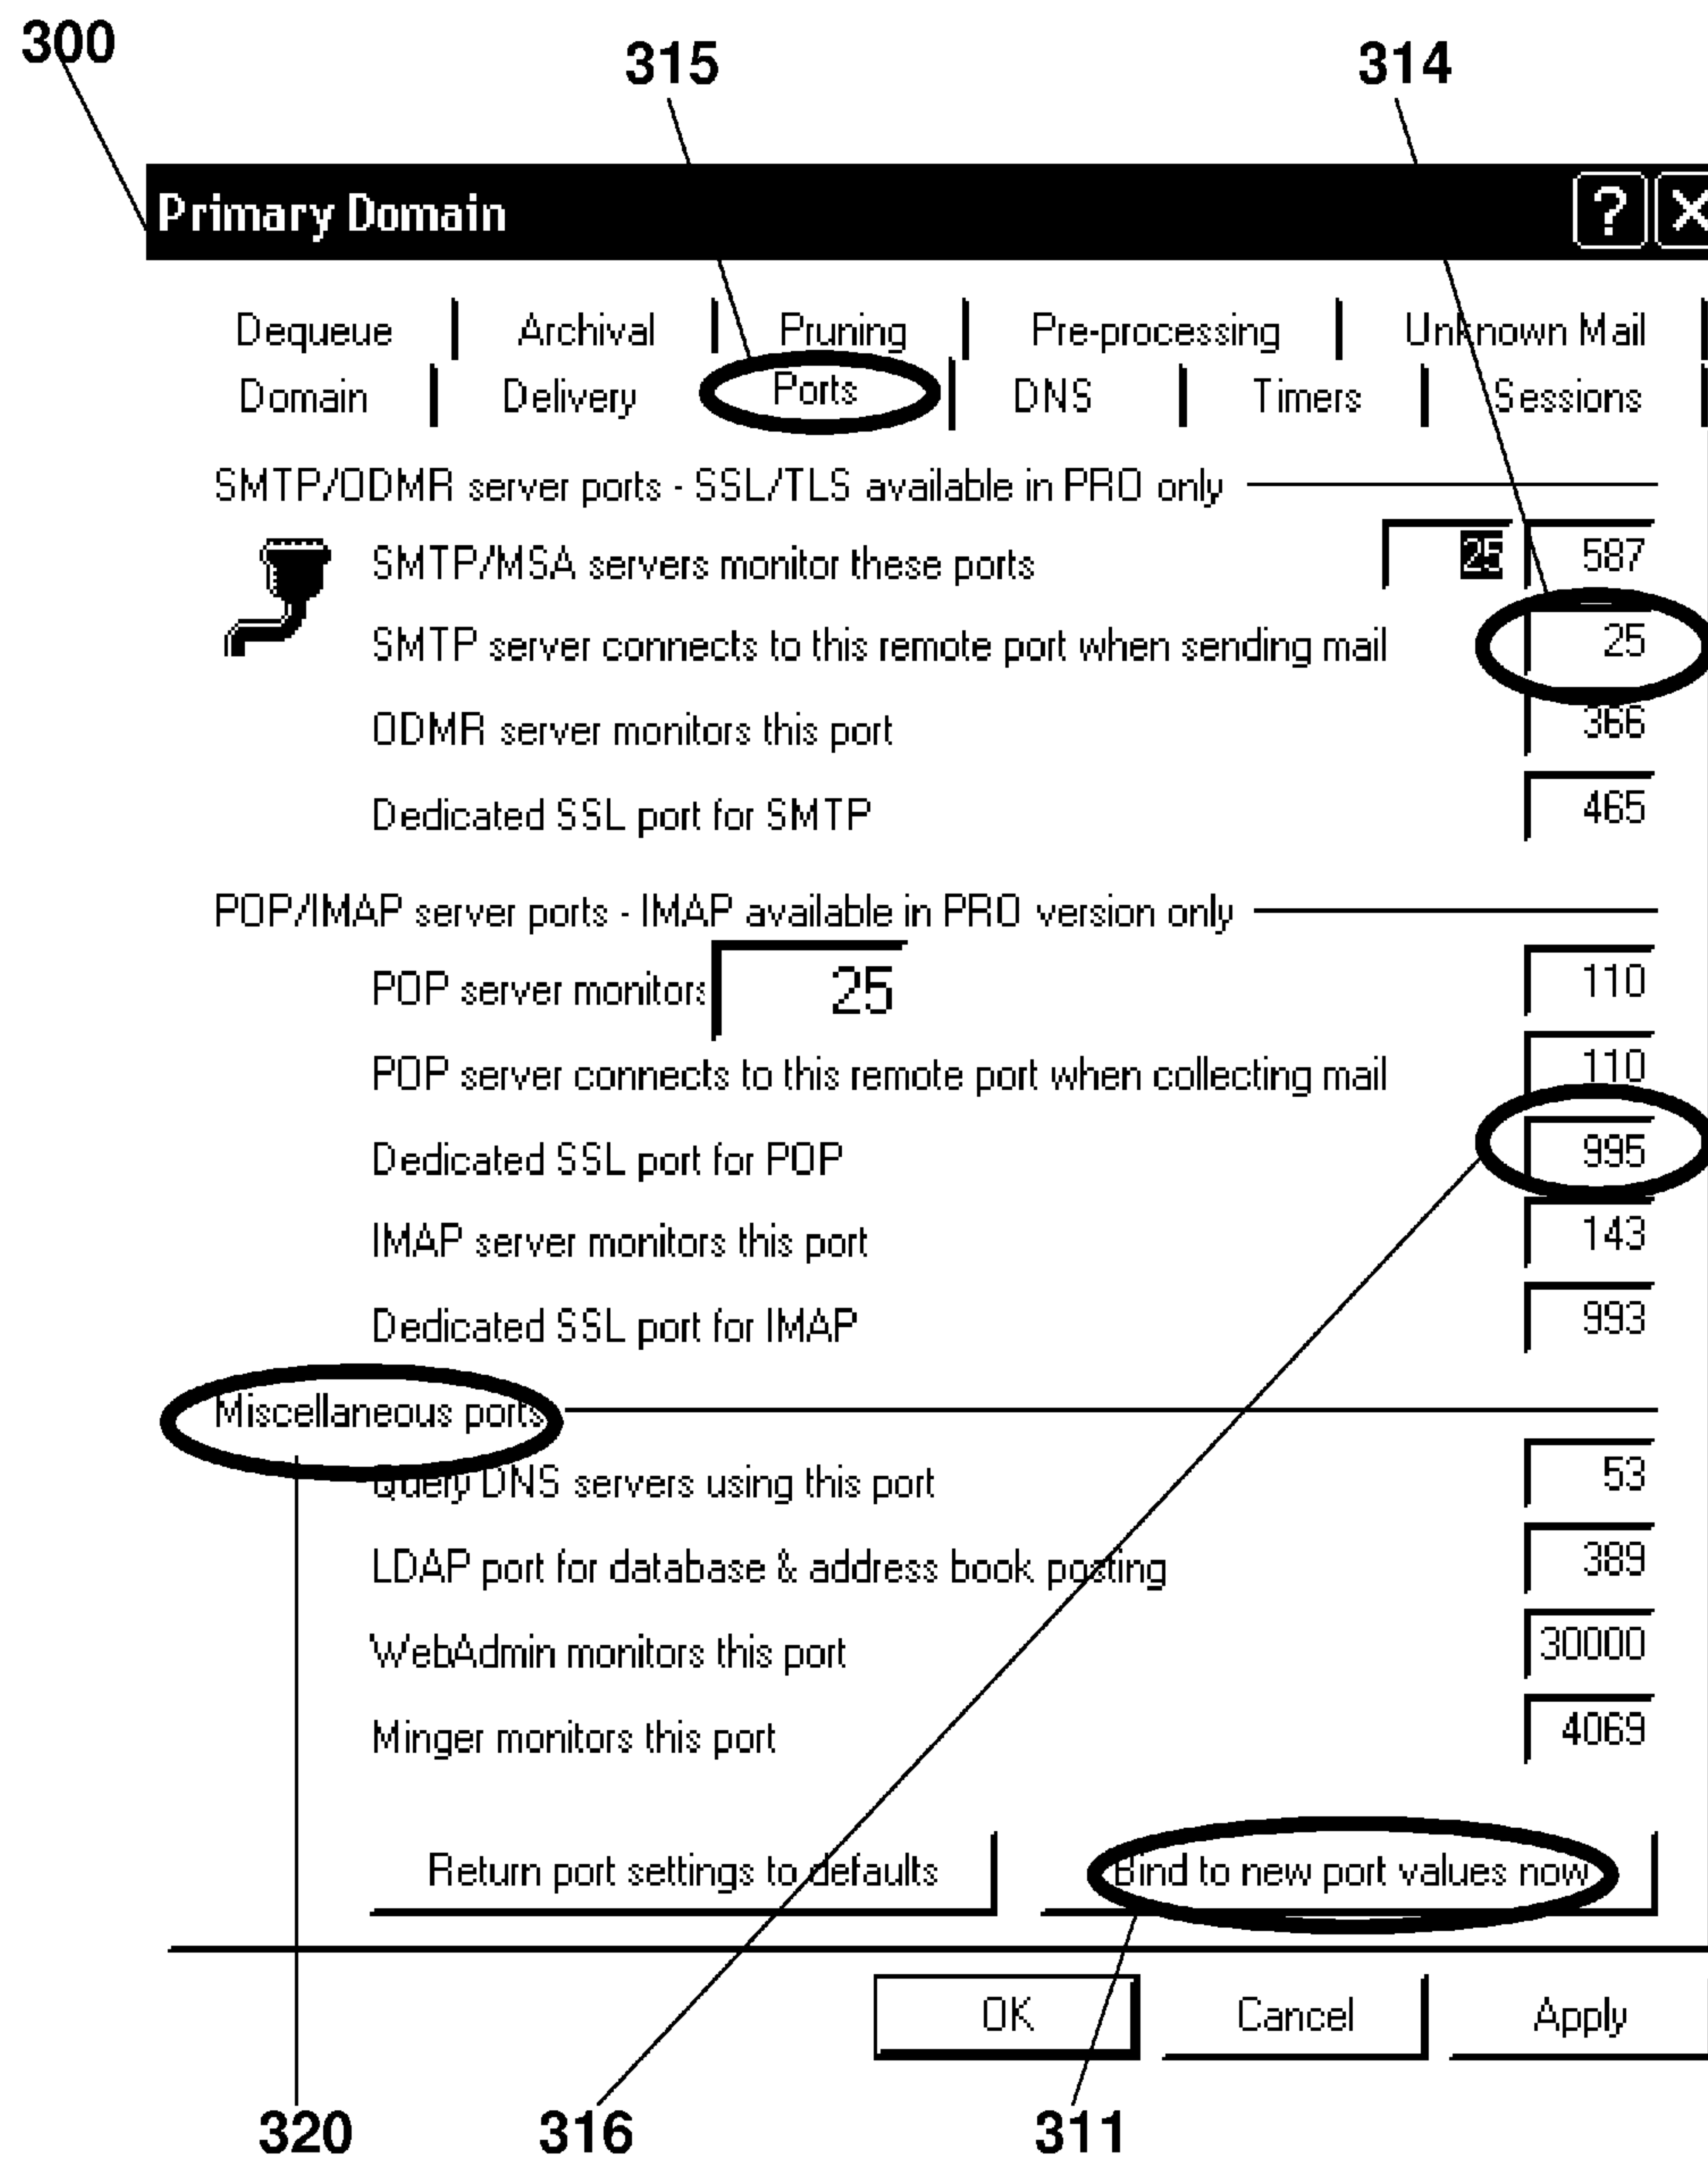 300
315
314
Primary Domain ? X
Dequeue Archival Pruning Pre-processing Unknown Mail
Domain Delivery Ports DNS Timers Sessions
SMTP/ODMR server ports - SSL/TLS available in PRO only
SMTP/MSA servers monitor these ports 25 587
SMTP server connects to this remote port when sending mail 25
ODMR server monitors this port 366
Dedicated SSL port for SMTP 465
POP/IMAP server ports - IMAP available in PRO version only
POP server monitors 25 110
POP server connects to this remote port when collecting mail 110
Dedicated SSL port for POP 995
IMAP server monitors this port 143
Dedicated SSL port for IMAP 993
Miscellaneous ports
Query DNS servers using this port 53
LDAP port for database & address book posting 389
WebAdmin monitors this port 30000
Minger monitors this port 4069
Return port settings to defaults Bind to new port values now
OK Cancel Apply
320 316 311